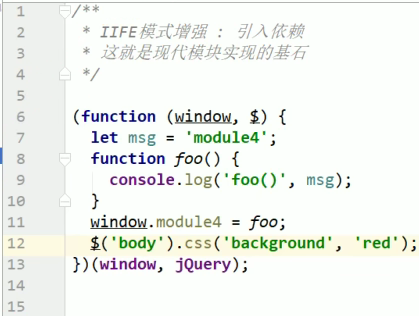 1 /**
2  * IIFE模式增强 : 引入依赖
3  * 这就是现代模块实现的基石
4  */
5
6 (function (window, $) {
7   let msg = 'module4';
8   function foo() {
9     console.log('foo()', msg);
10   }
11   window.module4 = foo;
12   $('body').css('background', 'red');
13 })(window, jQuery);
14
15